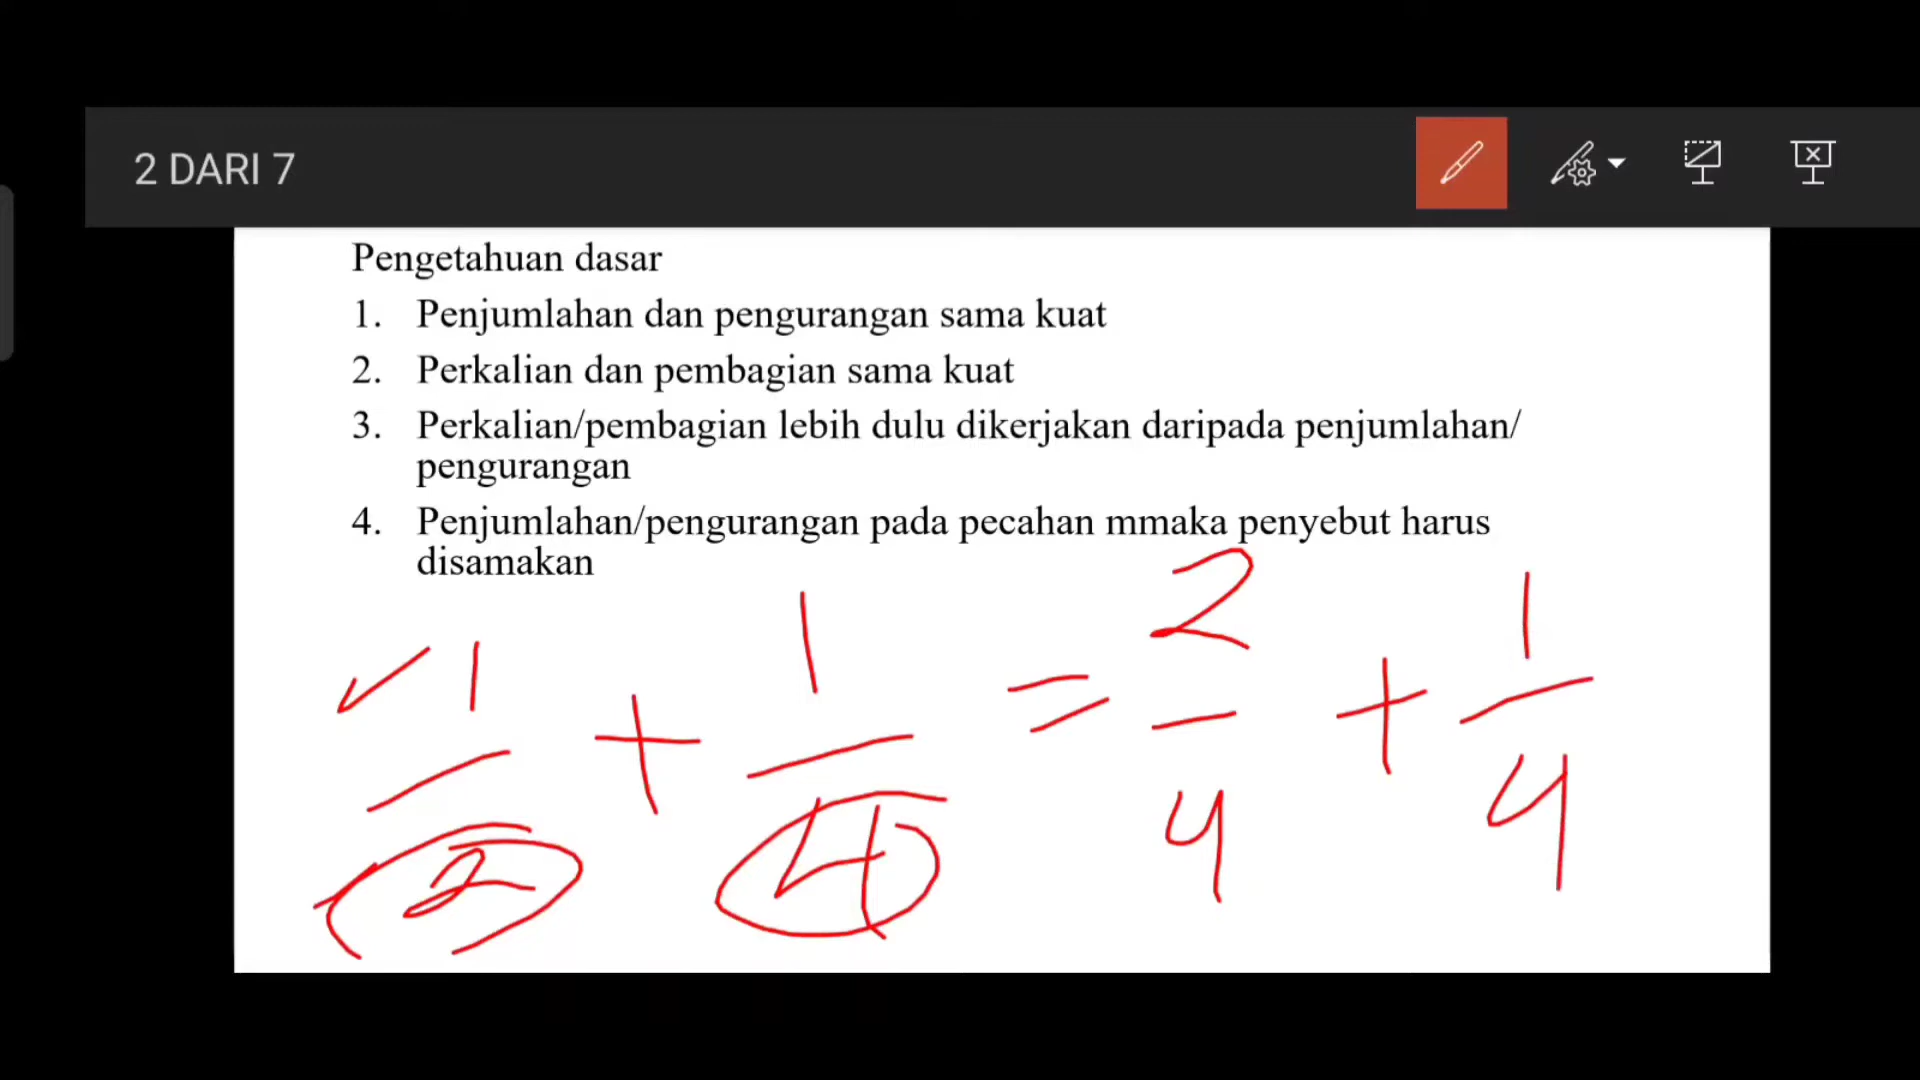 2 DARI 7
Pengetahuan dasar
1. Penjumlahan dan pengurangan sama kuat
2. Perkalian dan pembagian sama kuat
3. Perkalian/pembagian lebih dulu dikerjakan daripada penjumlahan/
pengurangan
4. Penjumlahan/pengurangan pada pecahan mmaka penyebut harus
disamakan
1/2 + 1/4 = 2/4 + 1/4